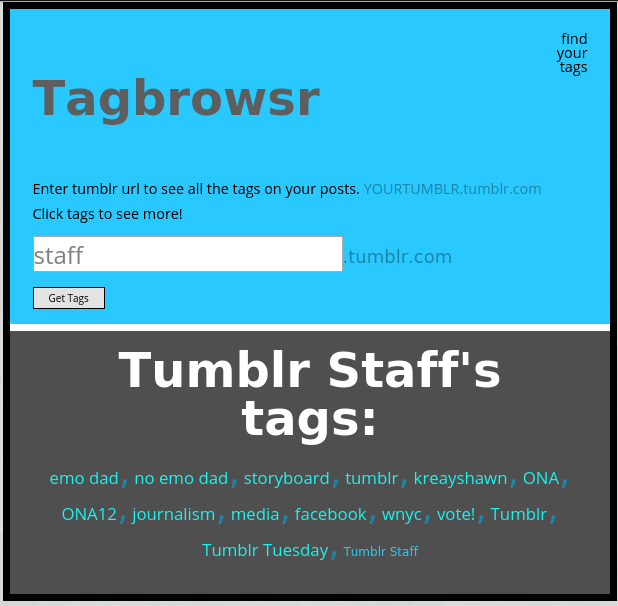 find
your
tags
Tagbrowsr
Enter tumblr url to see all the tags on your posts. YOURTUMBLR.tumblr.com
Click tags to see more!
staff.tumblr.com
Get Tags
Tumblr Staff's
tags:
emo dad, no emo dad, storyboard, tumblr, kreayshawn, ONA,
ONA12, journalism, media, facebook, wnyc, vote!, Tumblr,
Tumblr Tuesday, Tumblr Staff